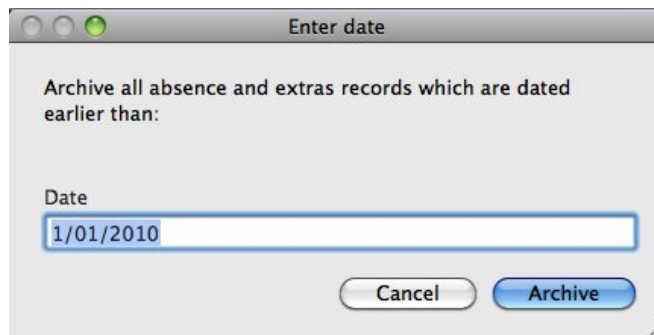 Enter date
Archive all absence and extras records which are dated
earlier than:
Date
1/01/2010
Cancel
Archive